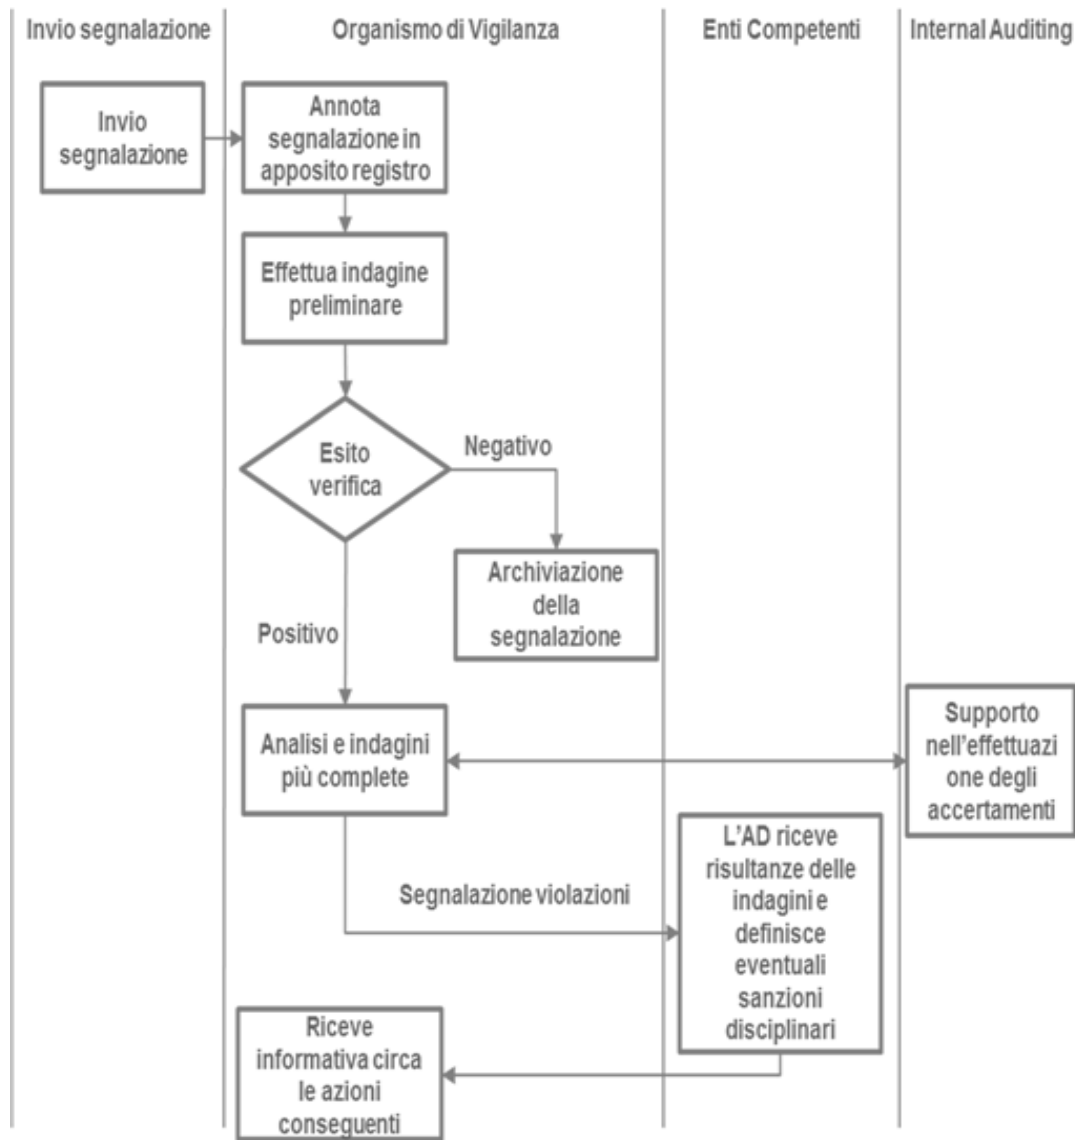 Invio segnalazione
Organismo di Vigilanza
Enti Competenti
Internal Auditing
Invio
segnalazione
Annota
segnalazione in
apposito registro
Effettua indagine
preliminare
Esito
verifica
Negativo
Archiviazione
della
segnalazione
Positivo
Analisi e indagini
più complete
Supporto
nell'effettuazi
one degli
accertamenti
Segnalazione violazioni
L'AD riceve
risultanze delle
indagini e
definisce
eventuali
sanzioni
disciplinari
Riceve
informativa circa
le azioni
conseguenti